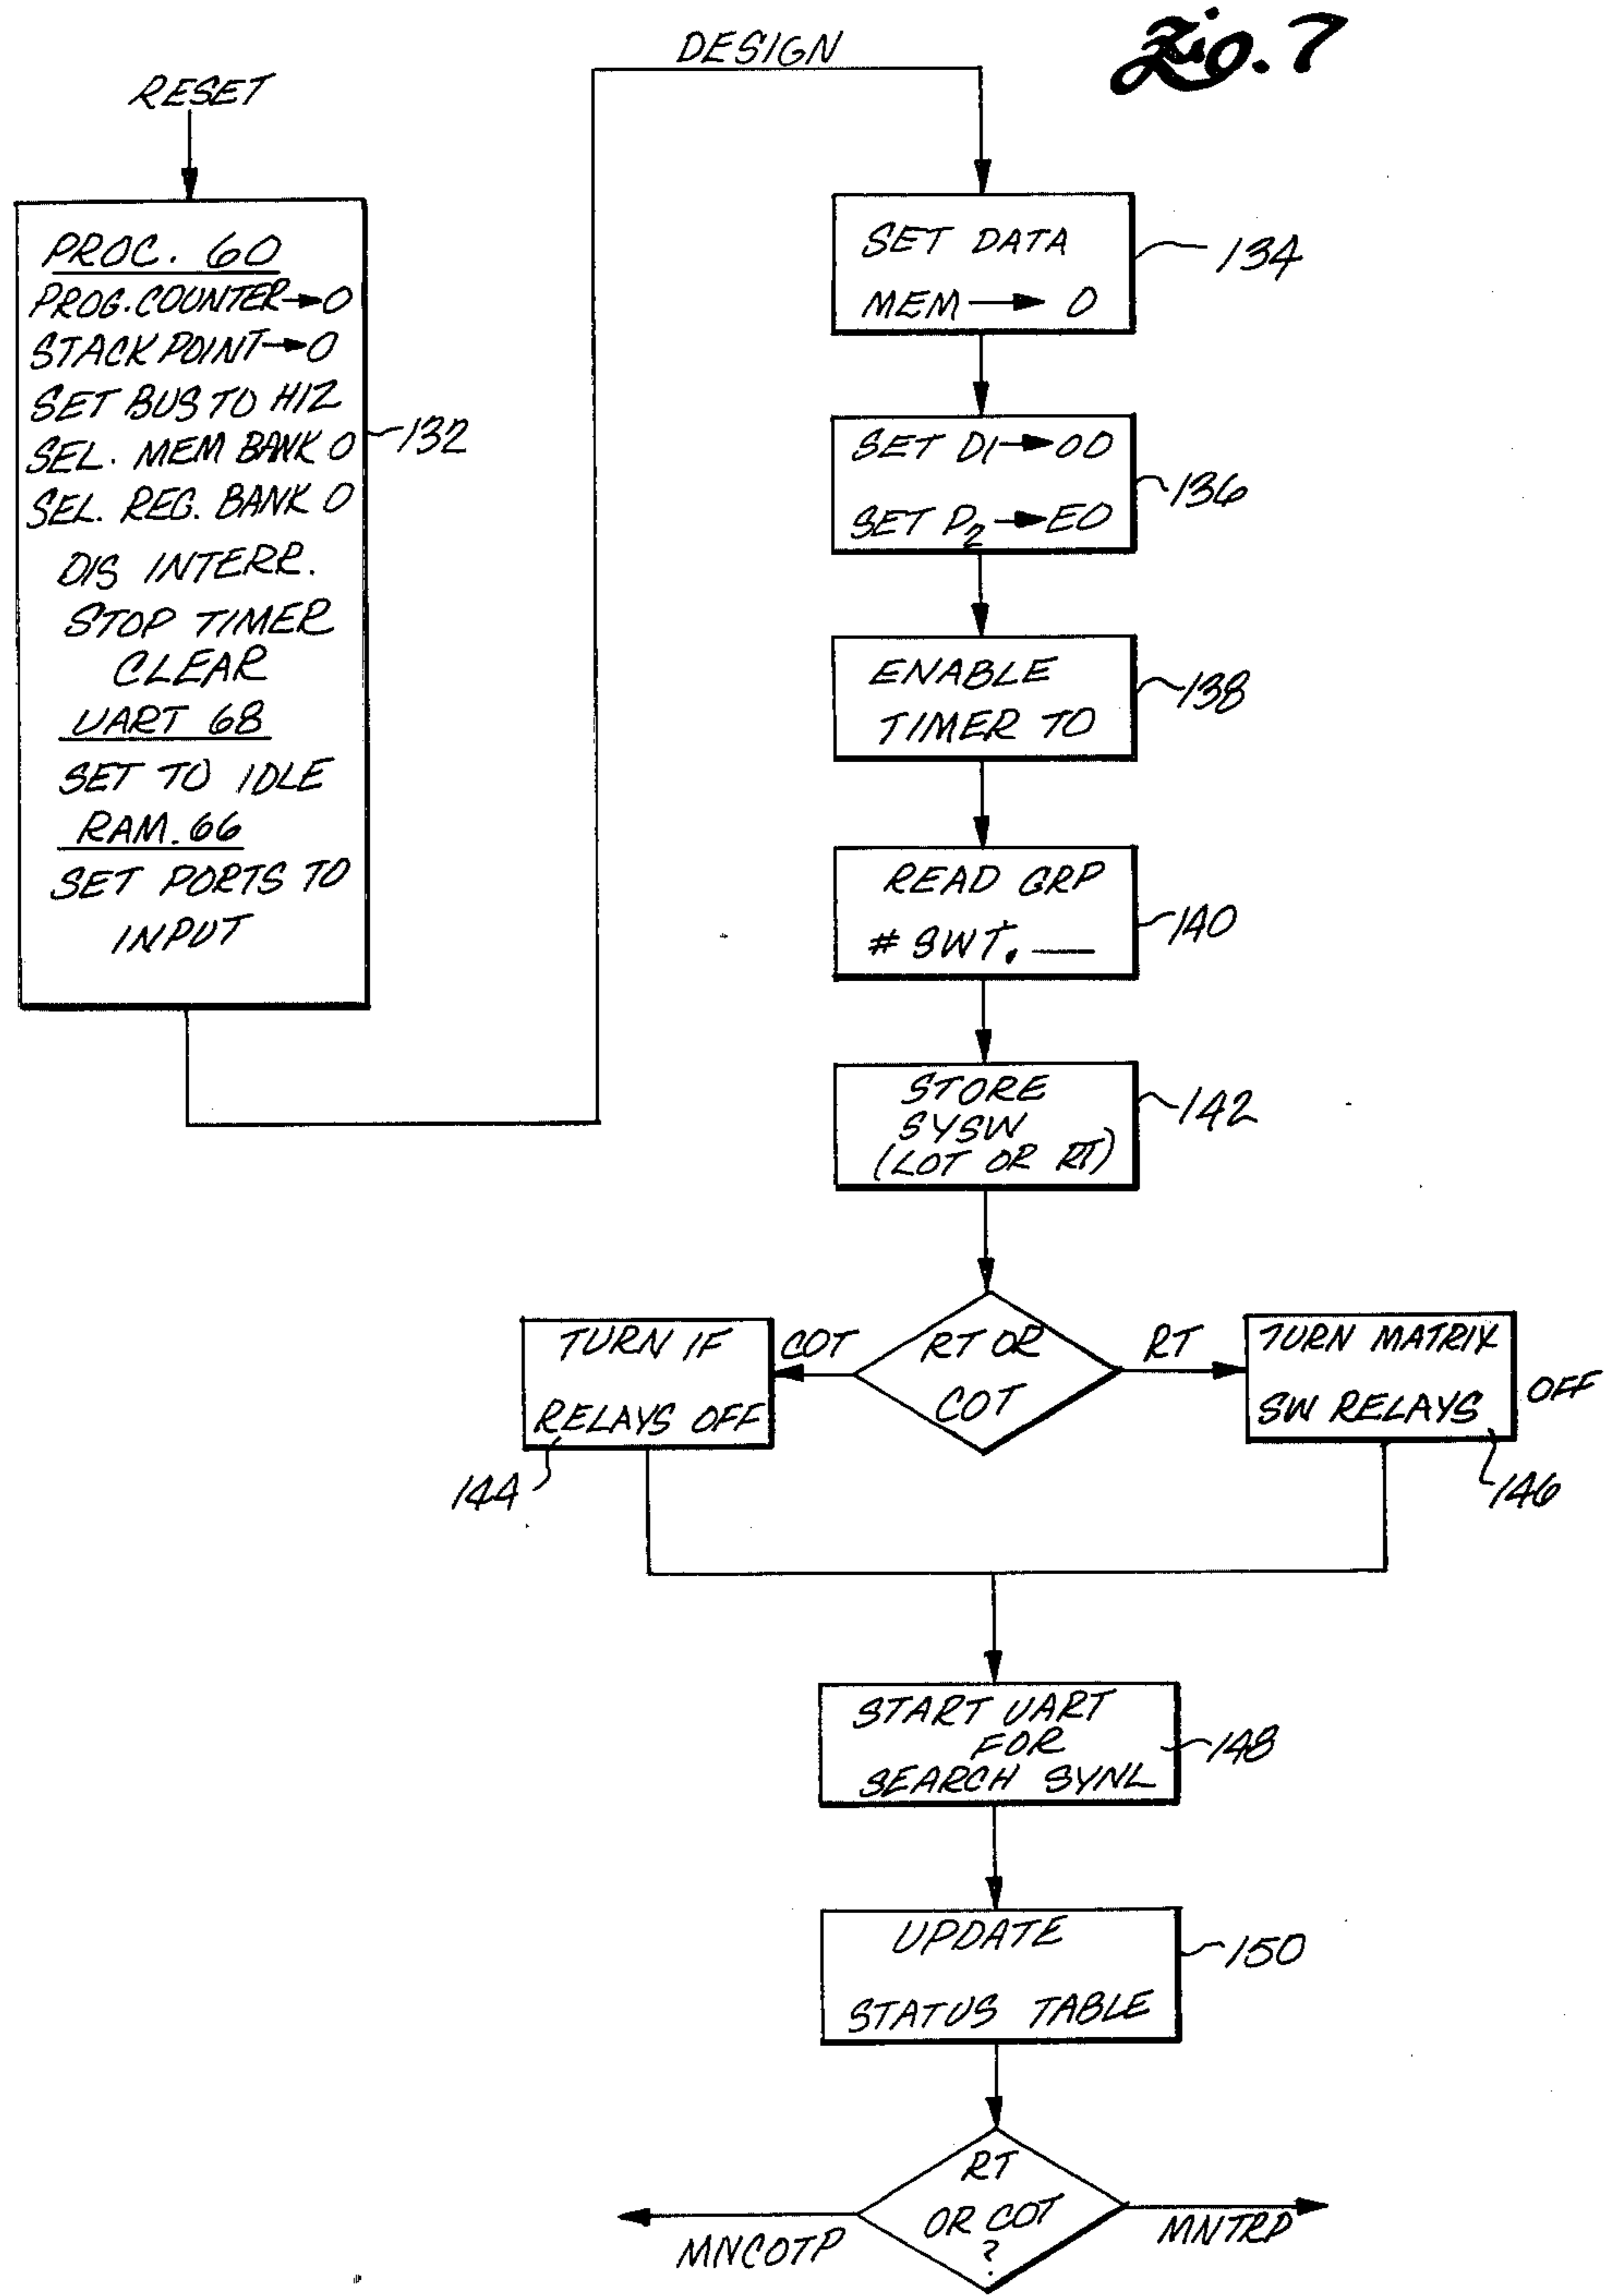 Fig. 7
RESET
DESIGN
PROC. 60
PROG. COUNTER→0
STACK POINT→0
SET BUS TO HIZ
SEL. MEM BANK 0
SEL. REG. BANK 0
DIS INTERR.
STOP TIMER
CLEAR
UART 68
SET TO IDLE
RAM. 66
SET PORTS TO
INPUT
132
SET DATA
MEM → 0
134
SET D1→00
SET P2→E0
136
ENABLE
TIMER TO
138
READ GRP
# SWT. —
140
STORE
SYSW
(LOT OR RT)
142
RT OR
COT
COT
RT
TURN IF
RELAYS OFF
144
TURN MATRIX
SW RELAYS OFF
146
START UART
FOR
SEARCH SYNL
148
UPDATE
STATUS TABLE
150
RT
OR COT
?
MNCOTP
MNTRP